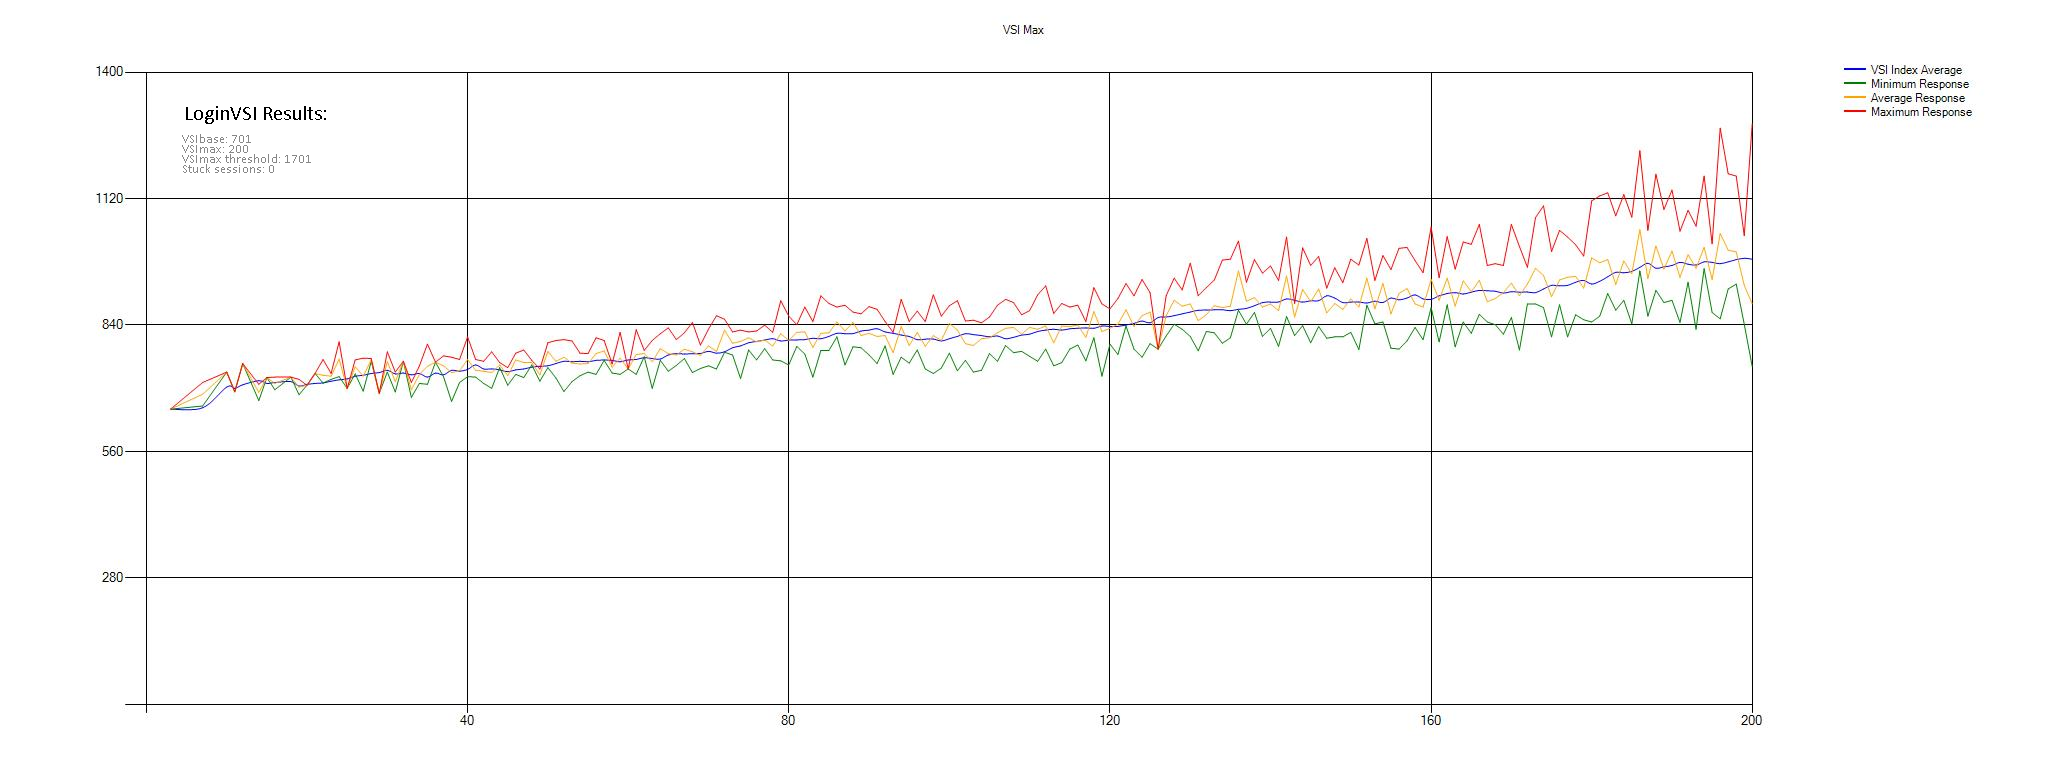 VSI Max
1400
1120
840
560
280
40
80
120
160
200
LoginVSI Results:
VSIbase: 701
VSImax: 200
VSImax threshold: 1701
Stuck sessions: 0
VSI Index Average
Minimum Response
Average Response
Maximum Response